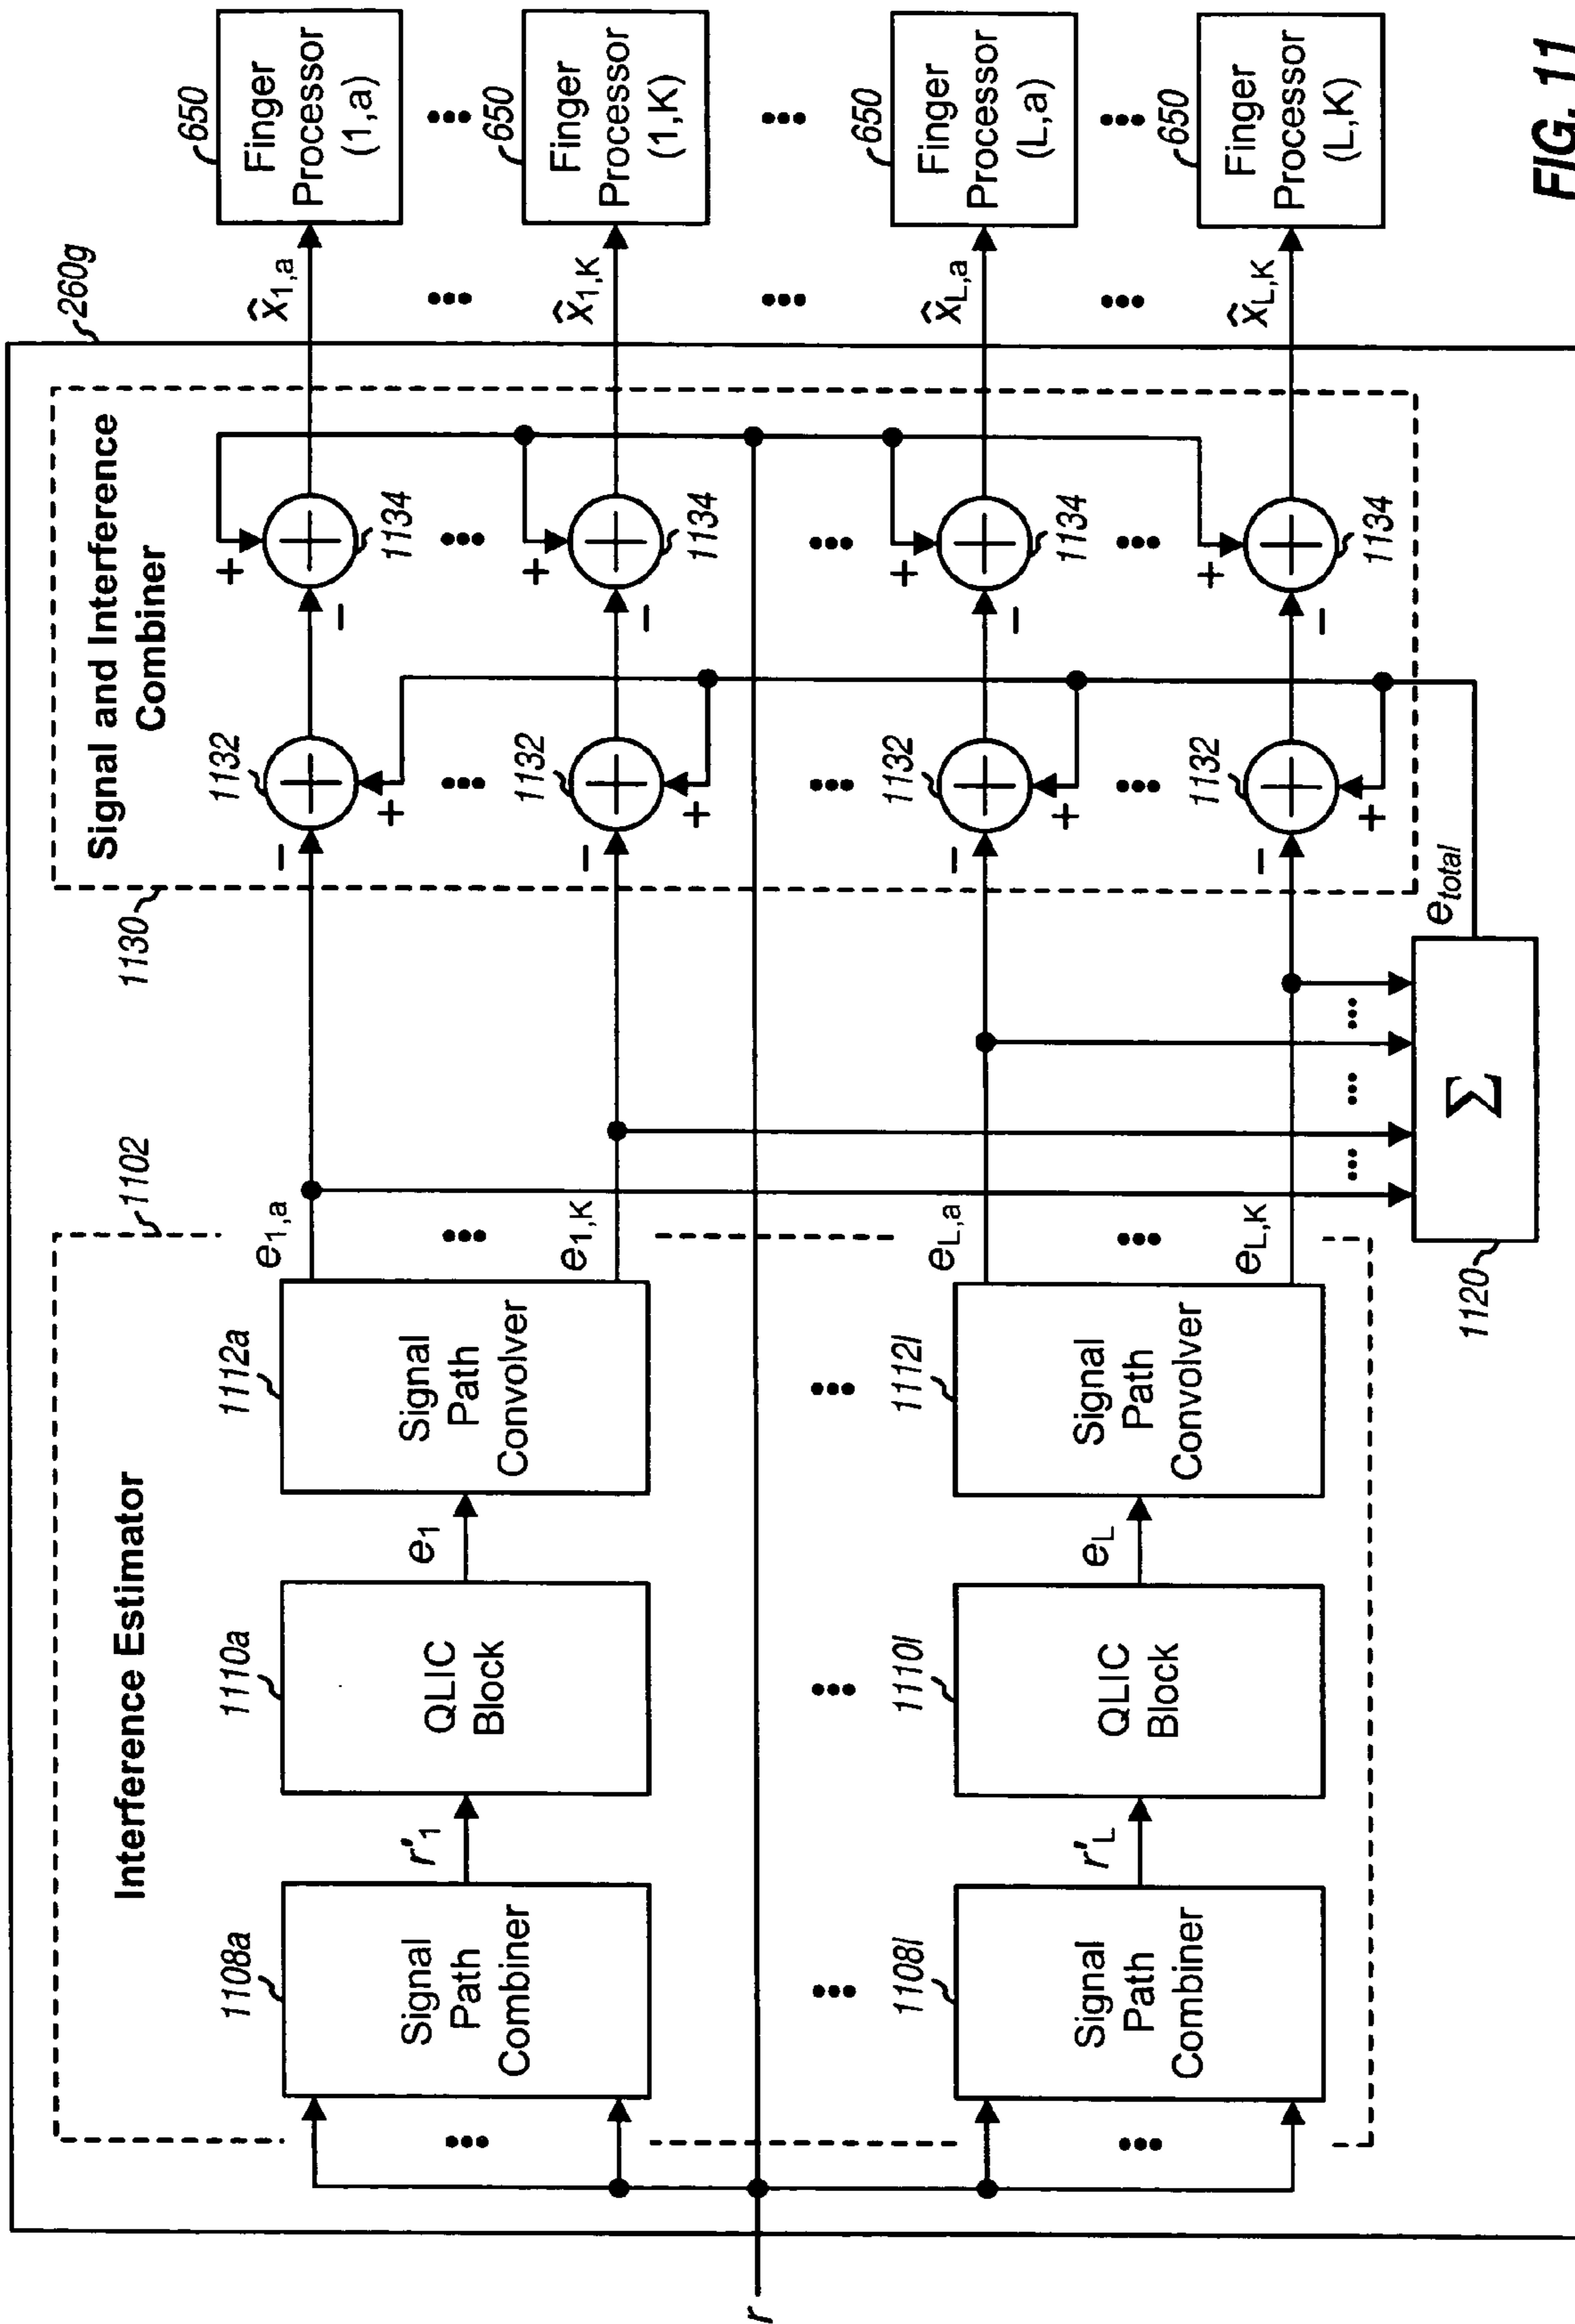 260g
1102
Interference Estimator
1130
Signal and Interference
Combiner
1108a
Signal
Path
Combiner
r'1
1110a
QLIC
Block
e1
1112a
Signal
Path
Convolver
e1,a
...
e1,K
1132
1134
+
-
+
-
x̂1,a
650
Finger
Processor
(1,a)
...
1132
1134
+
-
+
-
x̂1,K
650
Finger
Processor
(1,K)
...
r
1108l
Signal
Path
Combiner
r'L
1110l
QLIC
Block
eL
1112l
Signal
Path
Convolver
eL,a
...
eL,K
1132
1134
+
-
+
-
x̂L,a
650
Finger
Processor
(L,a)
...
1132
1134
+
-
+
-
x̂L,K
650
Finger
Processor
(L,K)
... ... ...
Σ
1120
etotal
FIG. 11